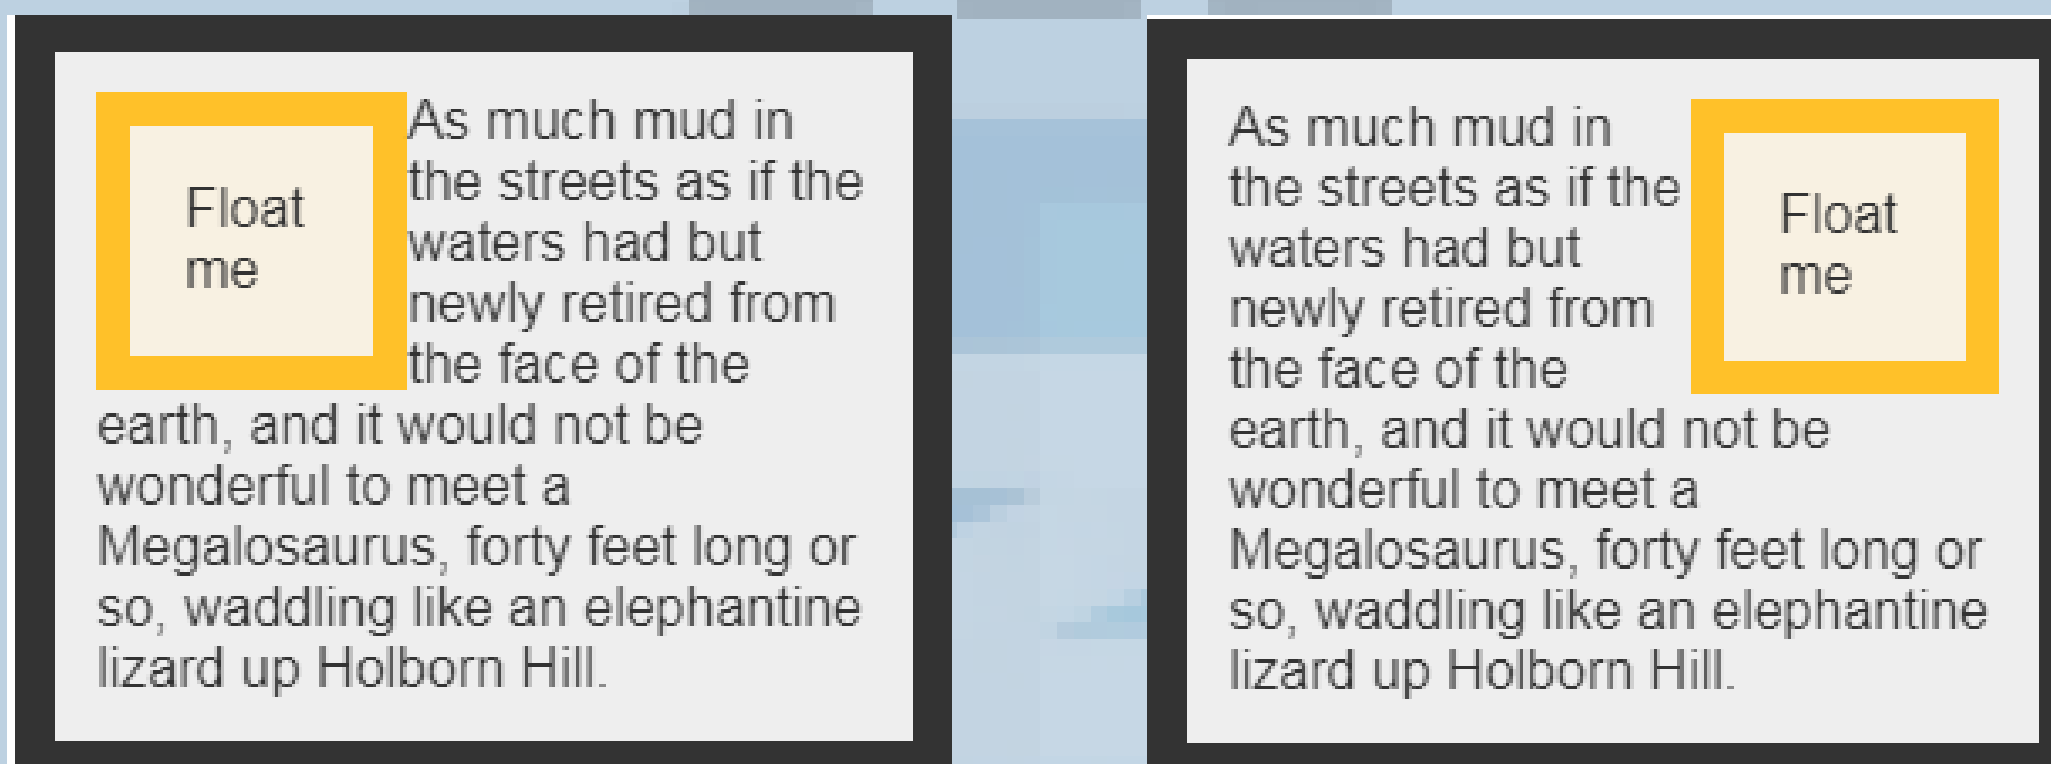 Float
me
As much mud in
the streets as if the
waters had but
newly retired from
the face of the
earth, and it would not be
wonderful to meet a
Megalosaurus, forty feet long or
so, waddling like an elephantine
lizard up Holborn Hill.
As much mud in
the streets as if the
waters had but
newly retired from
the face of the
earth, and it would not be
wonderful to meet a
Megalosaurus, forty feet long or
so, waddling like an elephantine
lizard up Holborn Hill.
Float
me